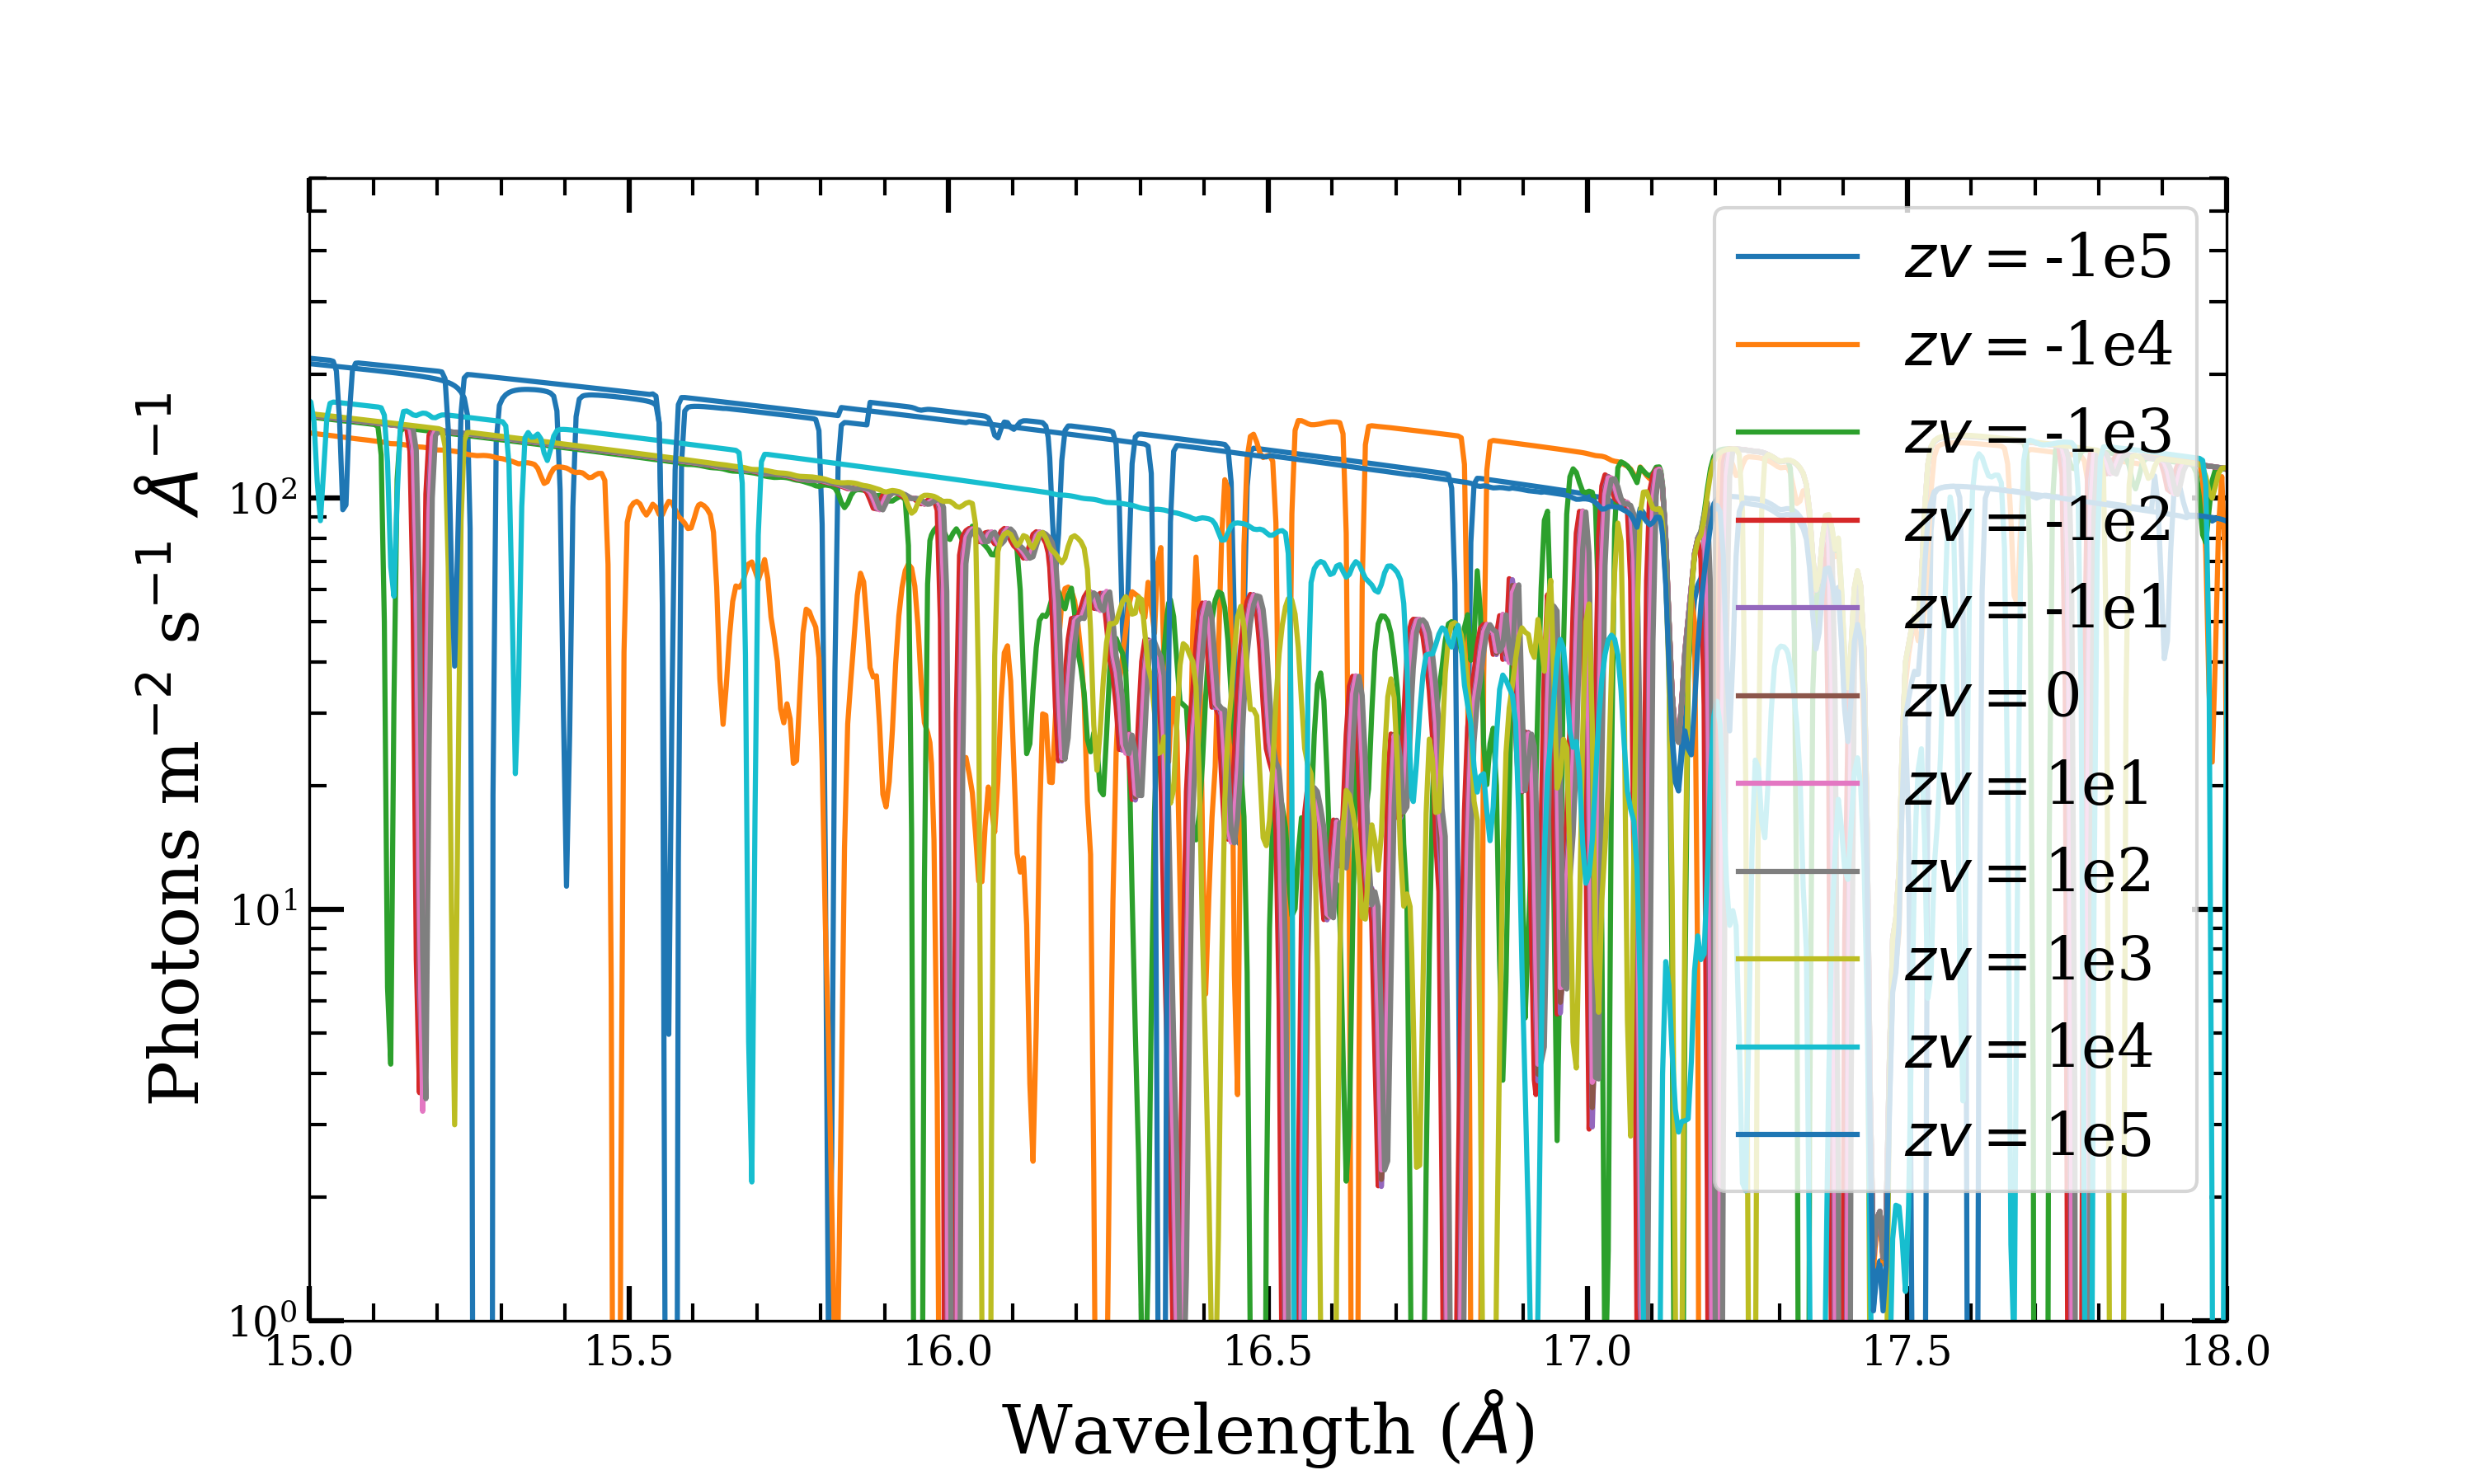 zv = -1e5
zv = -1e4
zv = -1e3
zv = -1e2
zv = -1e1
zv = 0
zv = 1e1
zv = 1e2
zv = 1e3
zv = 1e4
zv = 1e5
Photons m⁻² s⁻¹ Å⁻¹
10²
10¹
10⁰
15.0 15.5 16.0 16.5 17.0 17.5 18.0
Wavelength (Å)